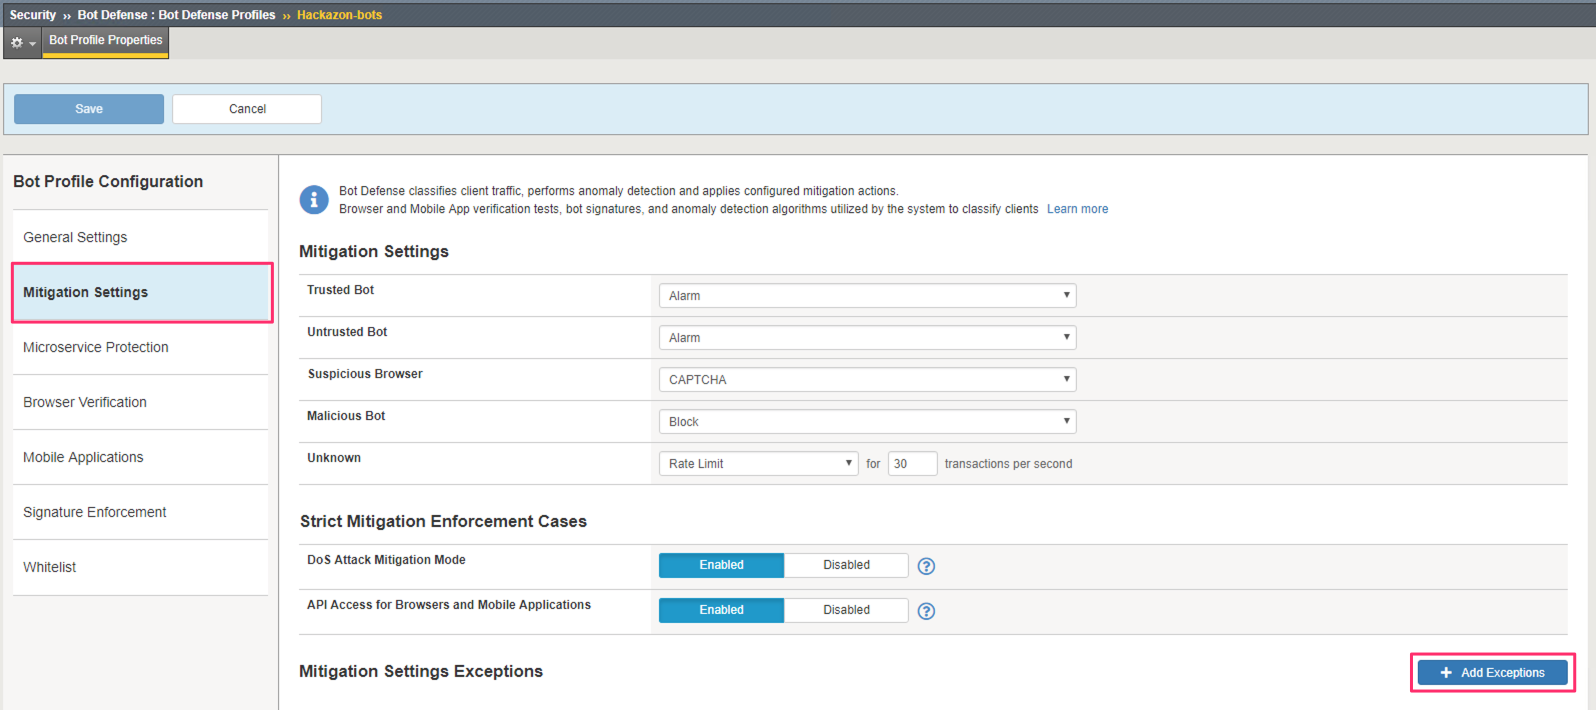 Security ›› Bot Defense : Bot Defense Profiles ›› Hackazon-bots
Bot Profile Properties
Save
Cancel
Bot Profile Configuration
General Settings
Mitigation Settings
Microservice Protection
Browser Verification
Mobile Applications
Signature Enforcement
Whitelist
Bot Defense classifies client traffic, performs anomaly detection and applies configured mitigation actions.
Browser and Mobile App verification tests, bot signatures, and anomaly detection algorithms utilized by the system to classify clients Learn more
Mitigation Settings
Trusted Bot Alarm
Untrusted Bot Alarm
Suspicious Browser CAPTCHA
Malicious Bot Block
Unknown Rate Limit for 30 transactions per second
Strict Mitigation Enforcement Cases
DoS Attack Mitigation Mode Enabled Disabled ?
API Access for Browsers and Mobile Applications Enabled Disabled ?
Mitigation Settings Exceptions + Add Exceptions